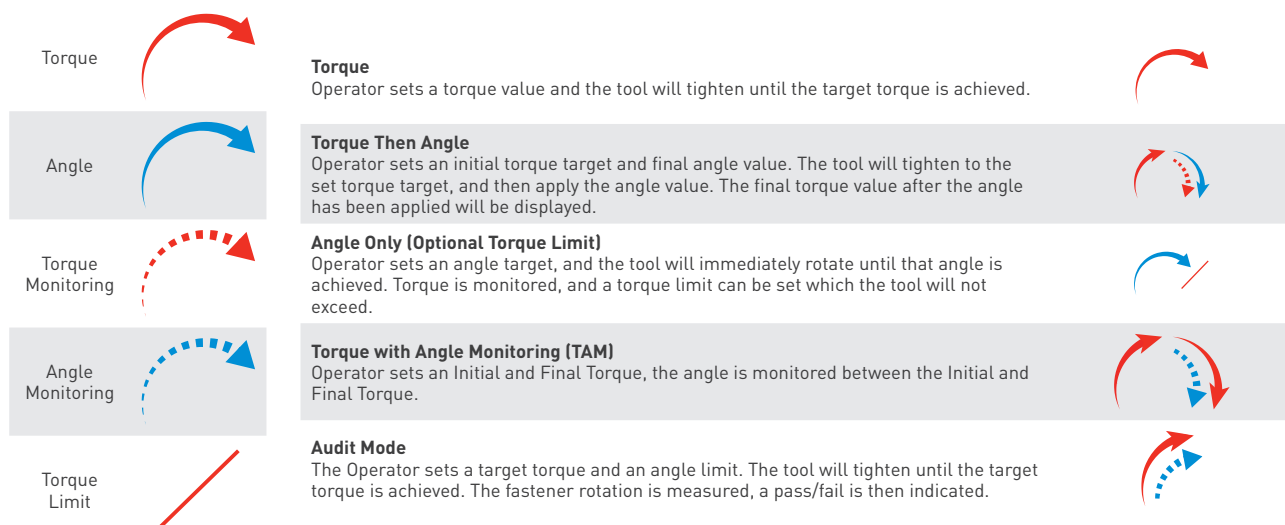 Torque
Angle
Torque
Monitoring
Angle
Monitoring
Torque
Limit
Torque
Operator sets a torque value and the tool will tighten until the target torque is achieved.
Torque Then Angle
Operator sets an initial torque target and final angle value. The tool will tighten to the
set torque target, and then apply the angle value. The final torque value after the angle
has been applied will be displayed.
Angle Only (Optional Torque Limit)
Operator sets an angle target, and the tool will immediately rotate until that angle is
achieved. Torque is monitored, and a torque limit can be set which the tool will not
exceed.
Torque with Angle Monitoring (TAM)
Operator sets an Initial and Final Torque, the angle is monitored between the Initial and
Final Torque.
Audit Mode
The Operator sets a target torque and an angle limit. The tool will tighten until the target
torque is achieved. The fastener rotation is measured, a pass/fail is then indicated.